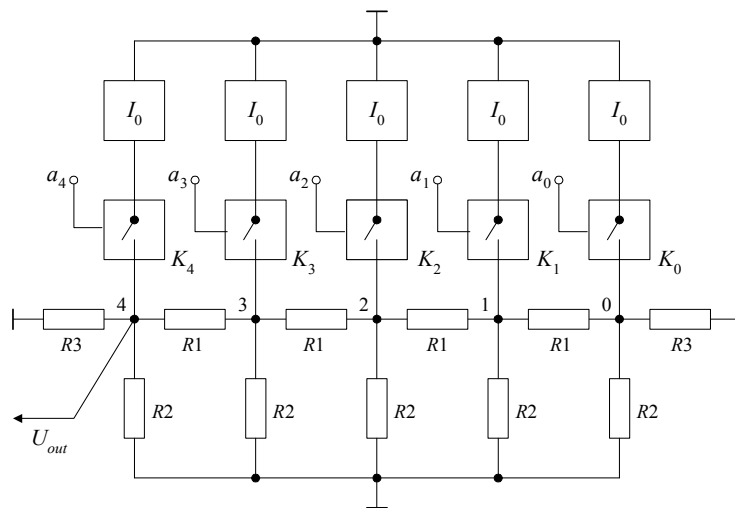 I₀ I₀ I₀ I₀ I₀
a₄ a₃ a₂ a₁ a₀
K₄ K₃ K₂ K₁ K₀
4 3 2 1 0
R3 R1 R1 R1 R1 R3
R2 R2 R2 R2 R2
U_out